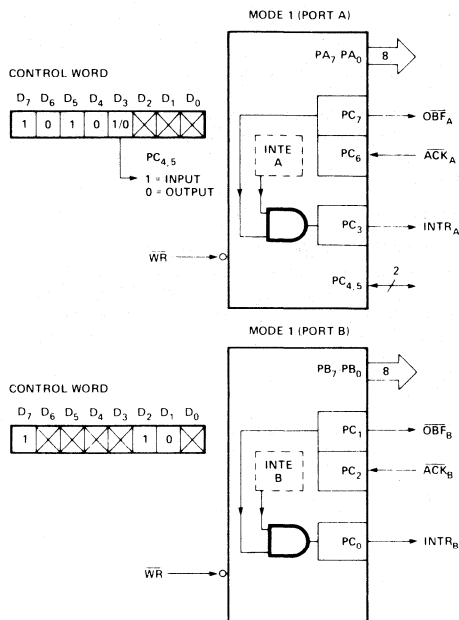 MODE 1 (PORT A)
PA7 PA0 8
CONTROL WORD
D7 D6 D5 D4 D3 D2 D1 D0
1 0 1 0 1/0
PC4,5
1 = INPUT
0 = OUTPUT
PC7 OBFA
INTE
A
PC6 ACKA
PC3 INTRA
WR
PC4,5 2
MODE 1 (PORT B)
PB7 PB0 8
CONTROL WORD
D7 D6 D5 D4 D3 D2 D1 D0
1 1 0
PC1 OBFB
INTE
B
PC2 ACKB
PC0 INTRB
WR